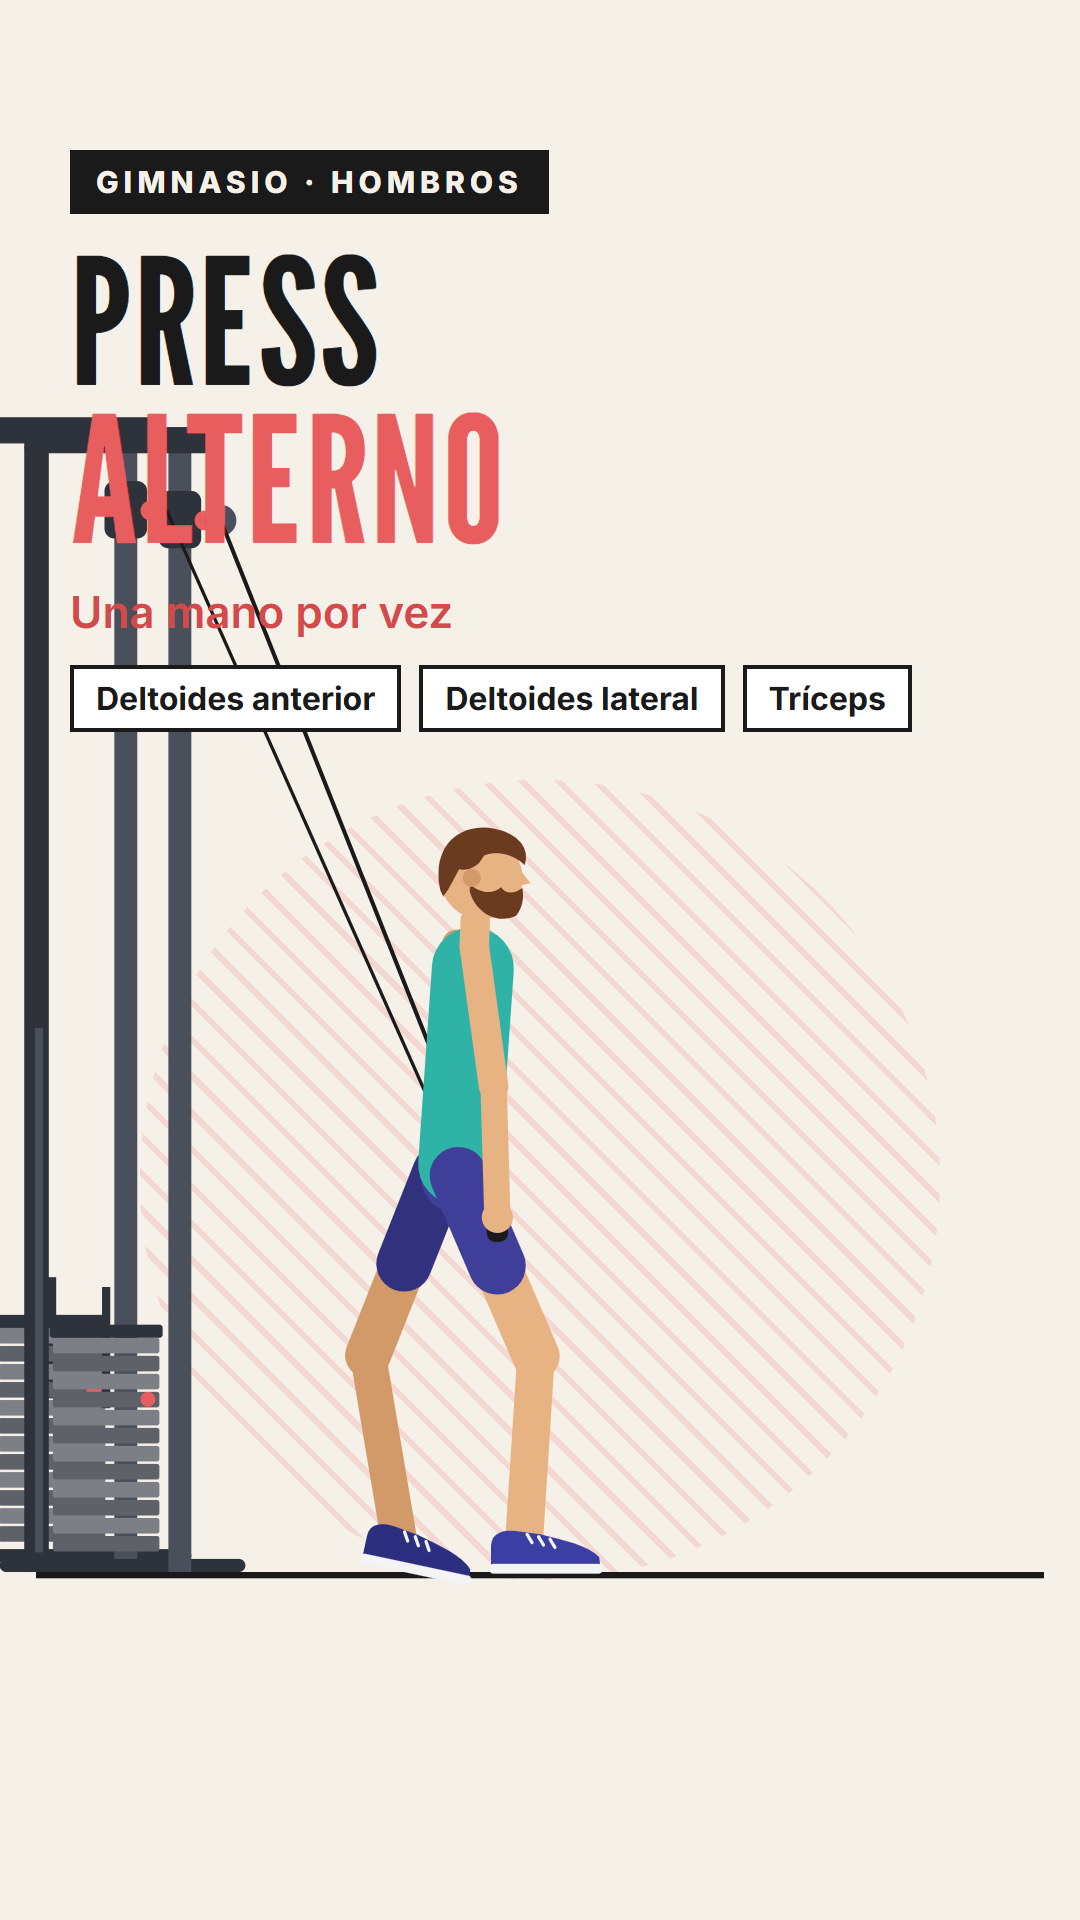 GIMNASIO · HOMBROS
PRESS
ALTERNO
Una mano por vez
Deltoides anterior
Deltoides lateral
Tríceps